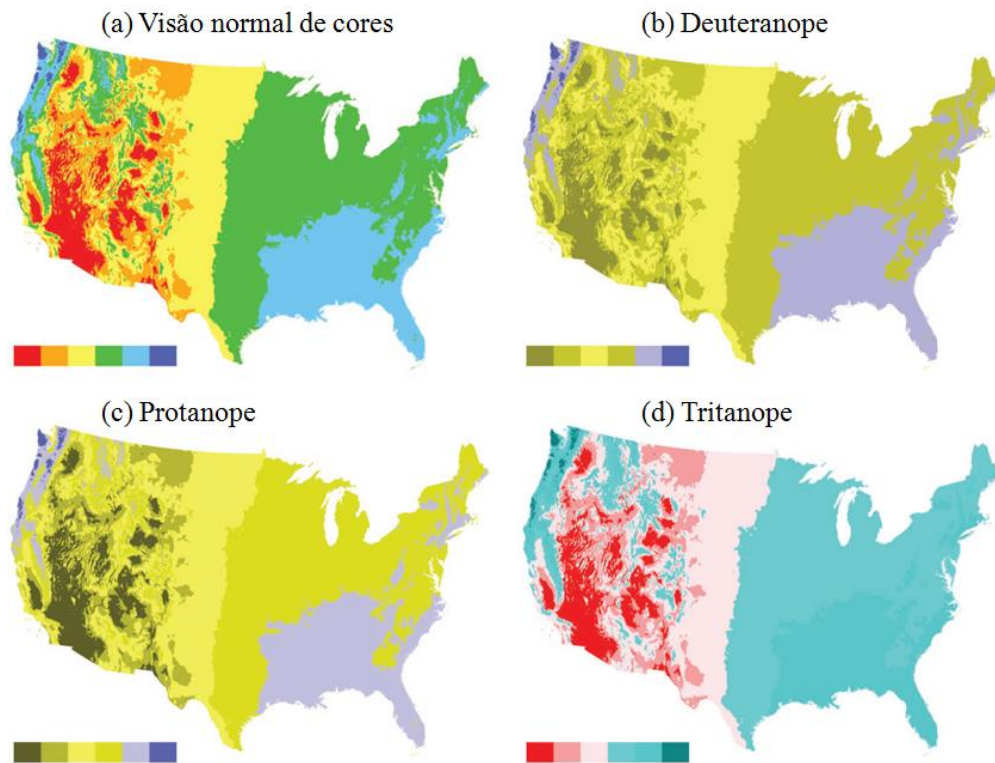 (a) Visão normal de cores
(b) Deuteranope
(c) Protanope
(d) Tritanope